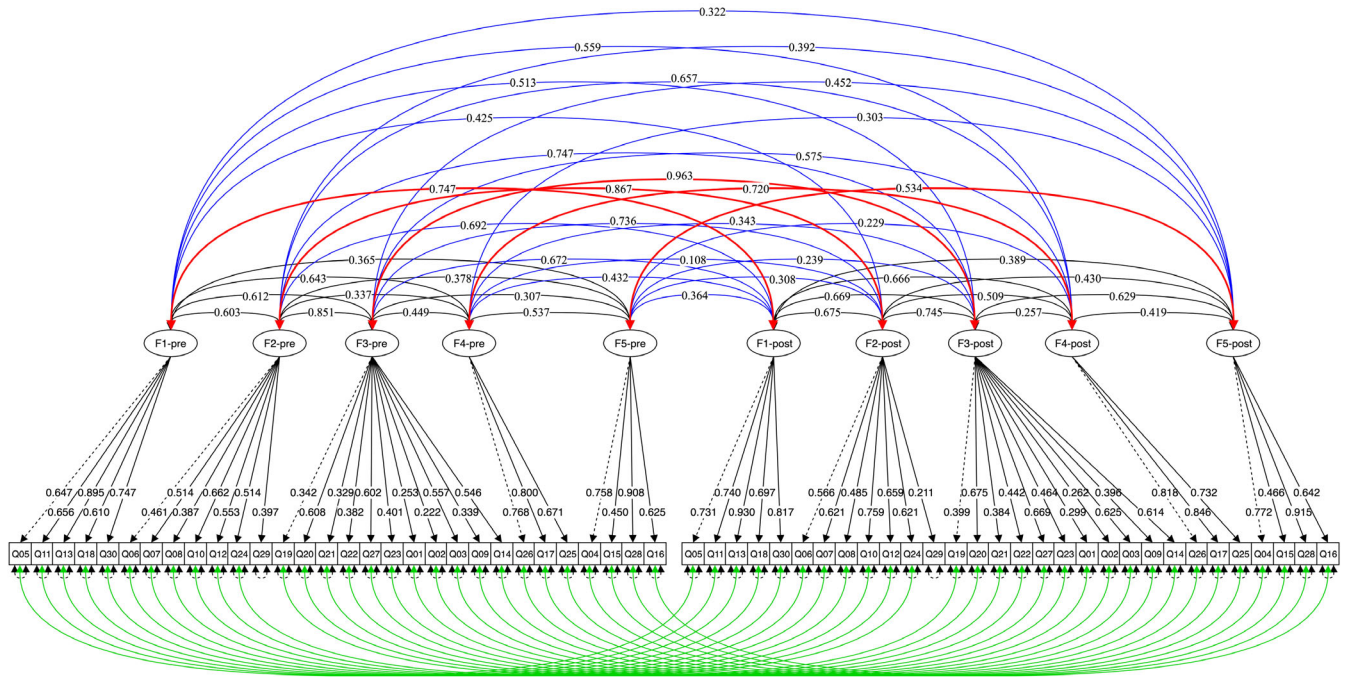 0.322
0.559 0.392
0.513 0.657 0.452
0.425 0.303
0.747 0.575
0.963
0.747 0.867 0.720 0.534
0.692 0.736 0.343 0.229
0.365 0.672 0.108 0.239 0.389
0.643 0.378 0.432 0.308 0.666 0.430
0.612 0.337 0.307 0.364 0.669 0.509 0.629
0.603 0.851 0.449 0.537 0.675 0.745 0.257 0.419
F1-pre F2-pre F3-pre F4-pre F5-pre F1-post F2-post F3-post F4-post F5-post
0.647 0.895 0.747 0.514 0.662 0.514 0.342 0.329 0.602 0.253 0.557 0.546 0.800 0.758 0.908 0.740 0.697 0.566 0.485 0.659 0.211 0.675 0.442 0.464 0.262 0.396 0.818 0.732 0.466 0.642
0.656 0.610 0.461 0.387 0.553 0.397 0.608 0.382 0.401 0.222 0.339 0.768 0.671 0.450 0.625 0.731 0.930 0.817 0.621 0.759 0.621 0.399 0.384 0.669 0.299 0.625 0.614 0.846 0.772 0.915
Q05 Q11 Q13 Q18 Q30 Q06 Q07 Q08 Q10 Q12 Q24 Q29 Q19 Q20 Q21 Q22 Q27 Q23 Q01 Q02 Q03 Q09 Q14 Q26 Q17 Q25 Q04 Q15 Q28 Q16 Q05 Q11 Q13 Q18 Q30 Q06 Q07 Q08 Q10 Q12 Q24 Q29 Q19 Q20 Q21 Q22 Q27 Q23 Q01 Q02 Q03 Q09 Q14 Q26 Q17 Q25 Q04 Q15 Q28 Q16